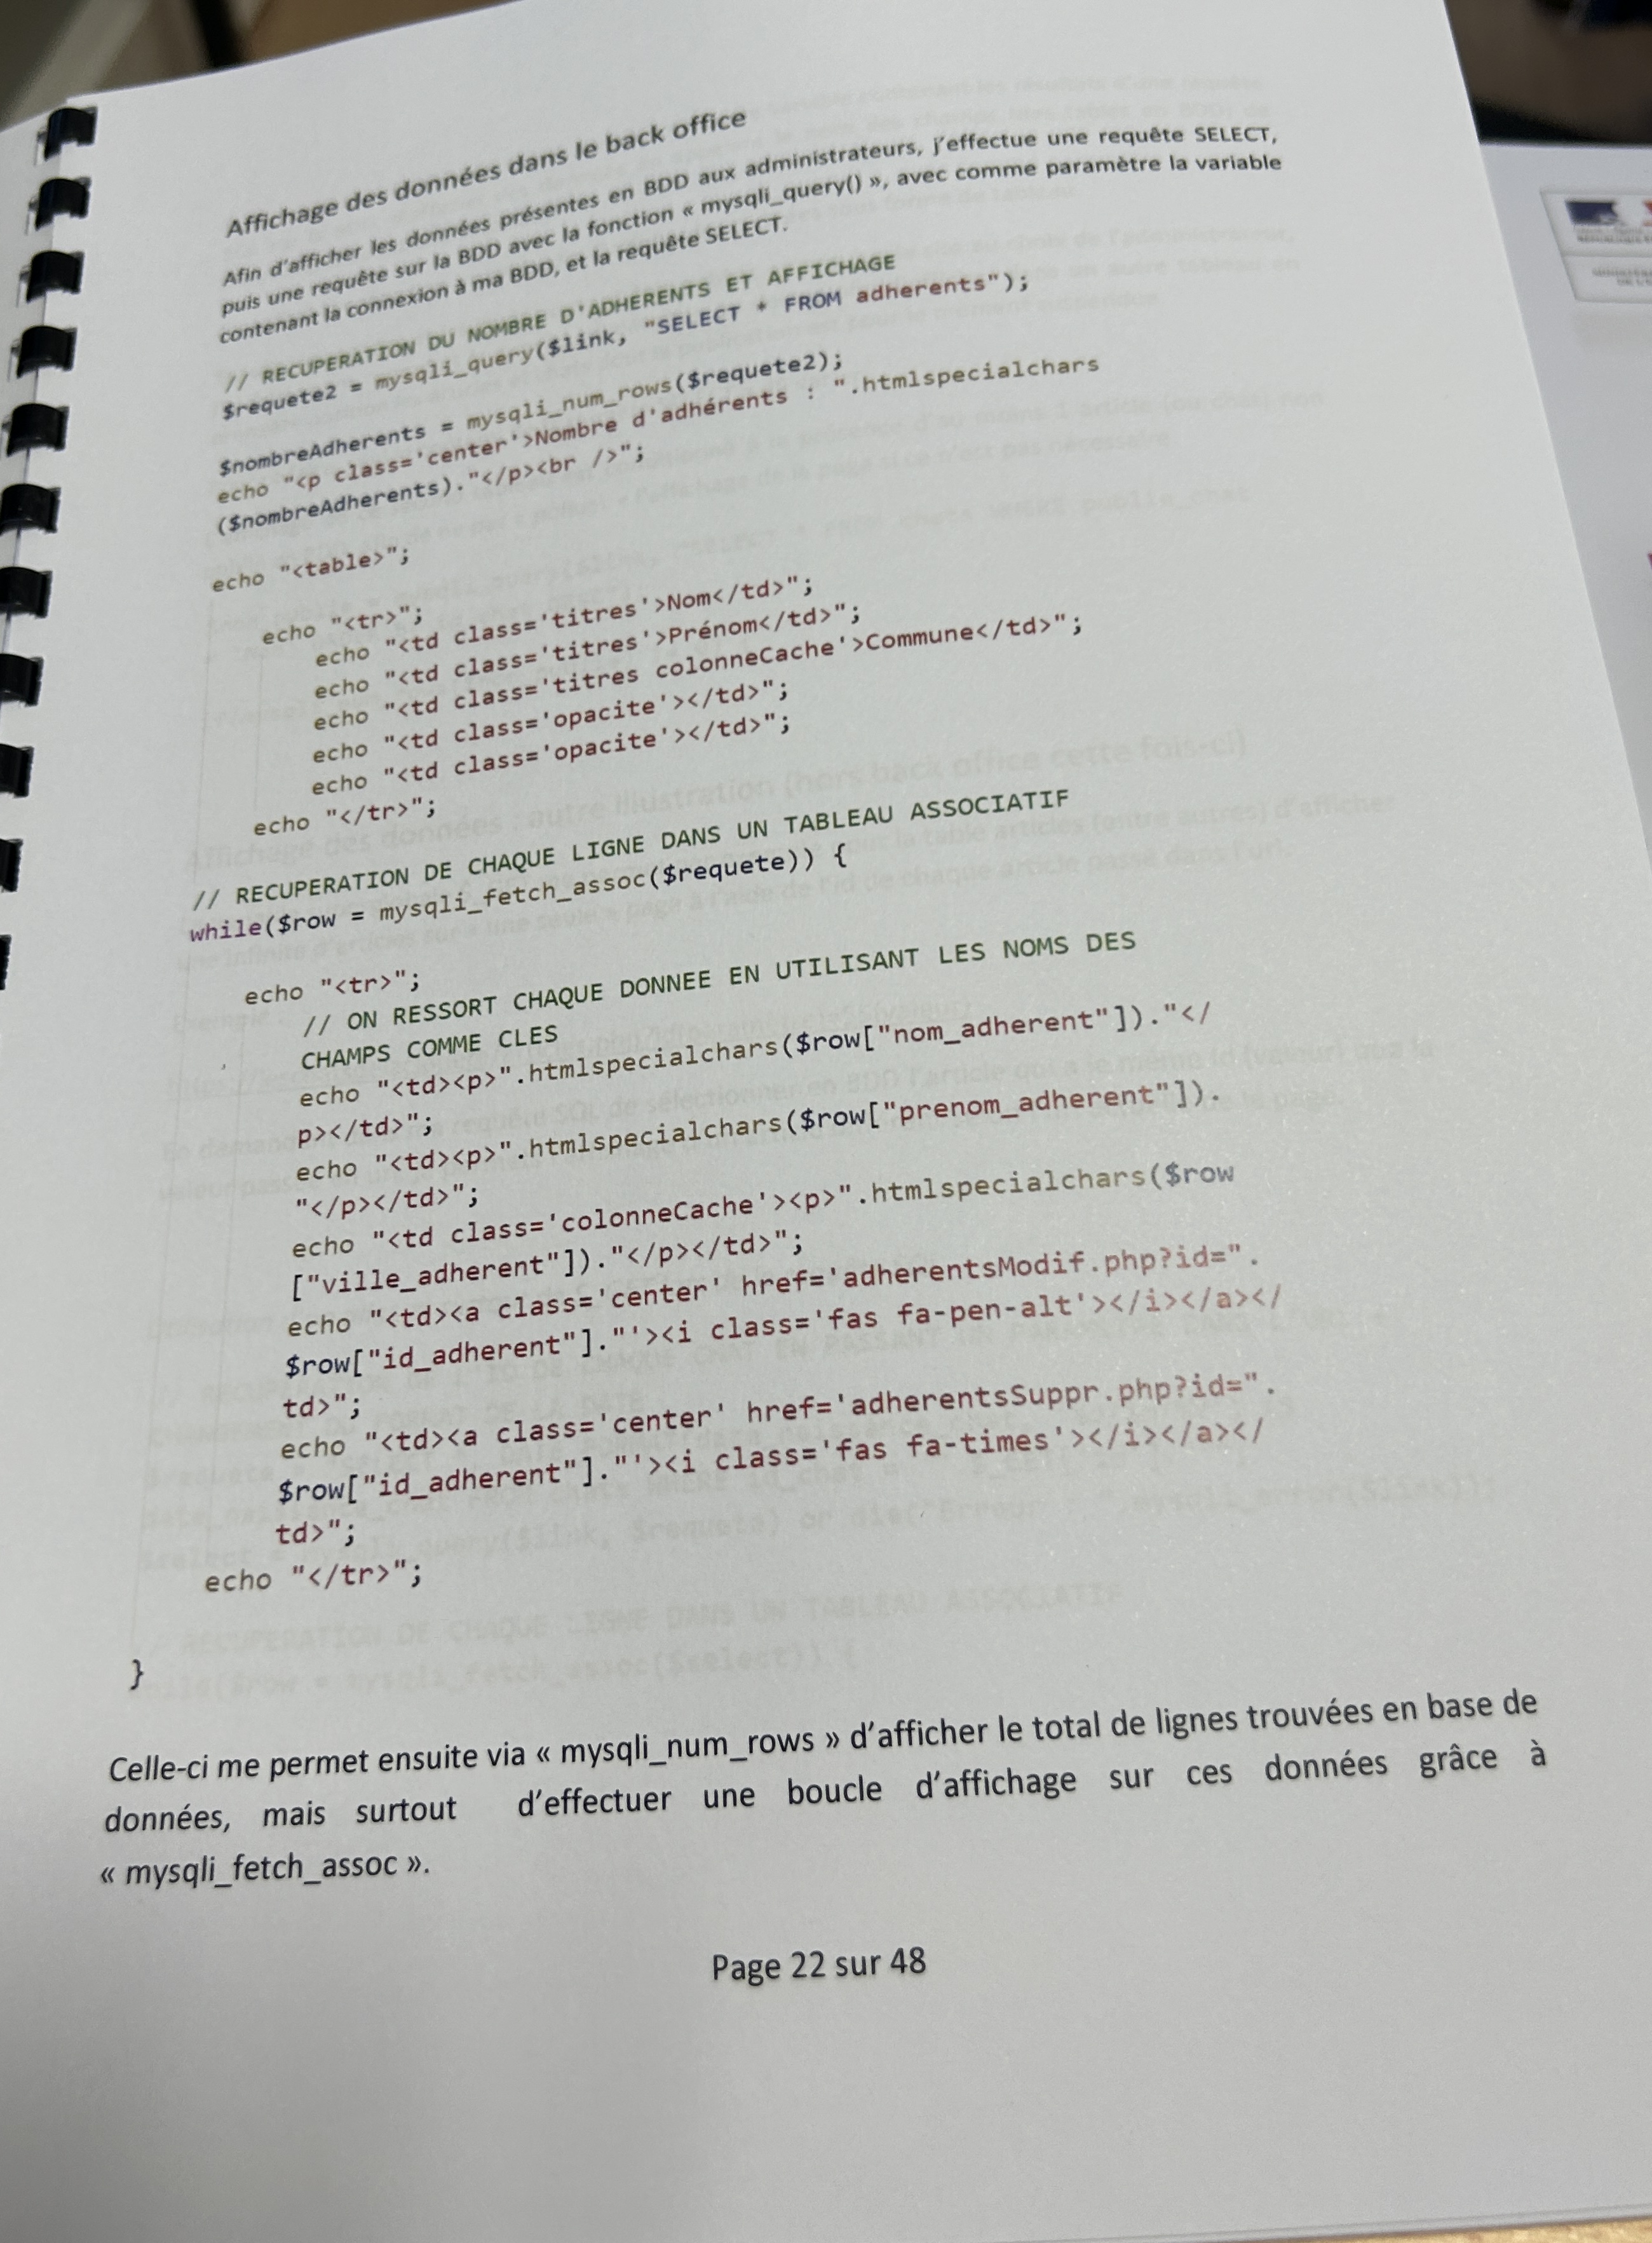 Affichage des données dans le back office
Afin d'afficher les données présentes en BDD aux administrateurs, j'effectue une requête SELECT,
puis une requête sur la BDD avec la fonction « mysqli_query() », avec comme paramètre la variable
contenant la connexion à ma BDD, et la requête SELECT.
// RECUPERATION DU NOMBRE D'ADHERENTS ET AFFICHAGE
$requete2 = mysqli_query($link, "SELECT * FROM adherents");
$nombreAdherents = mysqli_num_rows($requete2);
echo "<p class='center'>Nombre d'adhérents : ".htmlspecialchars
($nombreAdherents)."</p><br />";
echo "<table>";
echo "<tr>";
echo "<td class='titres'>Nom</td>";
echo "<td class='titres'>Prénom</td>";
echo "<td class='titres colonneCache'>Commune</td>";
echo "<td class='opacite'></td>";
echo "<td class='opacite'></td>";
echo "</tr>";
// RECUPERATION DE CHAQUE LIGNE DANS UN TABLEAU ASSOCIATIF
while($row = mysqli_fetch_assoc($requete)) {
echo "<tr>";
// ON RESSORT CHAQUE DONNEE EN UTILISANT LES NOMS DES
CHAMPS COMME CLES
echo "<td><p>".htmlspecialchars($row["nom_adherent"])."</
p></td>";
echo "<td><p>".htmlspecialchars($row["prenom_adherent"]).
"</p></td>";
echo "<td class='colonneCache'><p>".htmlspecialchars($row
["ville_adherent"])."</p></td>";
echo "<td><a class='center' href='adherentsModif.php?id=".
$row["id_adherent"]."'><i class='fas fa-pen-alt'></i></a></
td>";
echo "<td><a class='center' href='adherentsSuppr.php?id=".
$row["id_adherent"]."'><i class='fas fa-times'></i></a></
td>";
echo "</tr>";
}
Celle-ci me permet ensuite via « mysqli_num_rows » d'afficher le total de lignes trouvées en base de
données, mais surtout d'effectuer une boucle d'affichage sur ces données grâce à
« mysqli_fetch_assoc ».
Page 22 sur 48